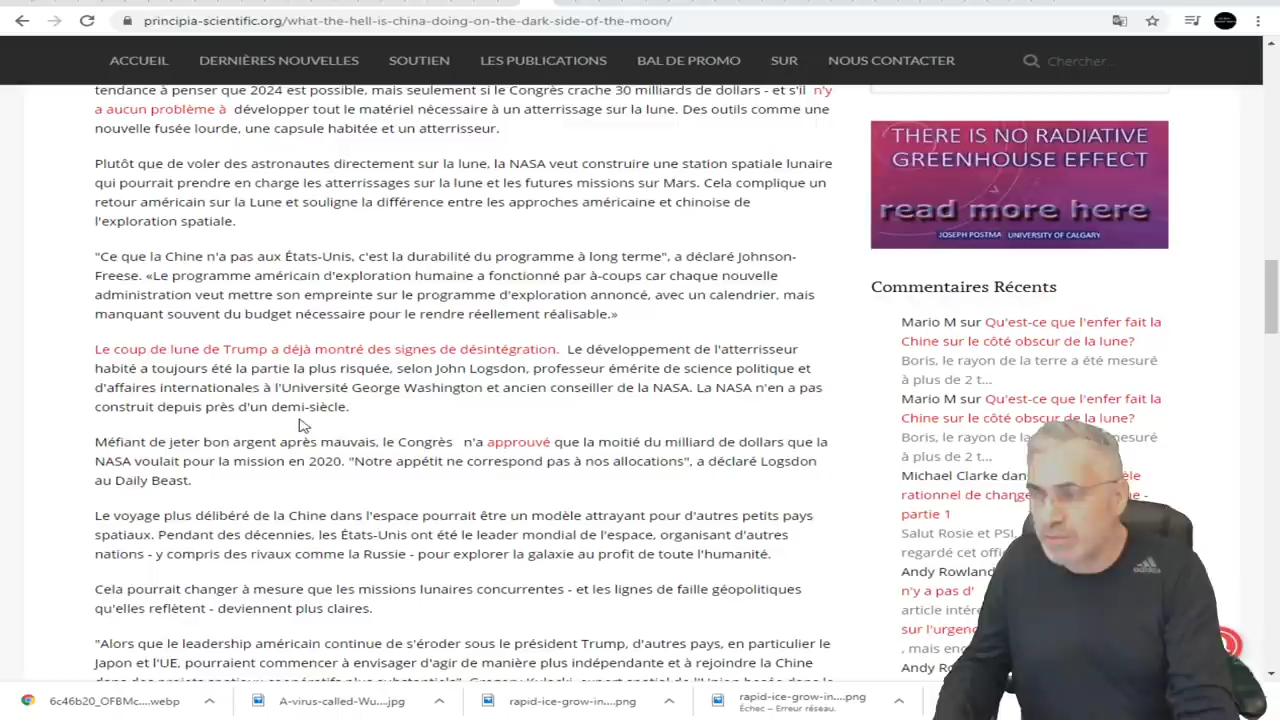 principia-scientific.org/what-the-hell-is-china-doing-on-the-dark-side-of-the-moon/
ACCUEIL DERNIÈRES NOUVELLES SOUTIEN LES PUBLICATIONS BAL DE PROMO SUR NOUS CONTACTER Chercher...
tendance à penser que 2024 est possible, mais seulement si le Congrès crache 30 milliards de dollars - et s'il n'y
a aucun problème à développer tout le matériel nécessaire à un atterrissage sur la lune. Des outils comme une
nouvelle fusée lourde, une capsule habitée et un atterrisseur.
Plutôt que de voler des astronautes directement sur la lune, la NASA veut construire une station spatiale lunaire
qui pourrait prendre en charge les atterrissages sur la lune et les futures missions sur Mars. Cela complique un
retour américain sur la Lune et souligne la différence entre les approches américaine et chinoise de
l'exploration spatiale.
"Ce que la Chine n'a pas aux États-Unis, c'est la durabilité du programme à long terme", a déclaré Johnson-
Freese. «Le programme américain d'exploration humaine a fonctionné par à-coups car chaque nouvelle
administration veut mettre son empreinte sur le programme d'exploration annoncé, avec un calendrier, mais
manquant souvent du budget nécessaire pour le rendre réellement réalisable.»
Le coup de lune de Trump a déjà montré des signes de désintégration. Le développement de l'atterrisseur
habité a toujours été la partie la plus risquée, selon John Logsdon, professeur émérite de science politique et
d'affaires internationales à l'Université George Washington et ancien conseiller de la NASA. La NASA n'en a pas
construit depuis près d'un demi-siècle.
Méfiant de jeter bon argent après mauvais, le Congrès n'a approuvé que la moitié du milliard de dollars que la
NASA voulait pour la mission en 2020. "Notre appétit ne correspond pas à nos allocations", a déclaré Logsdon
au Daily Beast.
Le voyage plus délibéré de la Chine dans l'espace pourrait être un modèle attrayant pour d'autres petits pays
spatiaux. Pendant des décennies, les États-Unis ont été le leader mondial de l'espace, organisant d'autres
nations - y compris des rivaux comme la Russie - pour explorer la galaxie au profit de toute l'humanité.
Cela pourrait changer à mesure que les missions lunaires concurrentes - et les lignes de faille géopolitiques
qu'elles reflètent - deviennent plus claires.
"Alors que le leadership américain continue de s'éroder sous le président Trump, d'autres pays, en particulier le
Japon et l'UE, pourraient commencer à envisager d'agir de manière plus indépendante et à rejoindre la Chine
THERE IS NO RADIATIVE
GREENHOUSE EFFECT
read more here
JOSEPH POSTMA UNIVERSITY OF CALGARY
Commentaires Récents
Mario M sur Qu'est-ce que l'enfer fait la
Chine sur le côté obscur de la lune?
Boris, le rayon de la terre a été mesuré
à plus de 2 t...
Mario M sur Qu'est-ce que l'enfer fait la
Chine sur le côté obscur de la lune?
Boris, le rayon de la terre a été mesuré
à plus de 2 t...
Michael Clarke dan
rationnel de chang
partie 1
Salut Rosie et PSI,
regardé cet offi
Andy Rowlan
n'y a pas d'
article intér
sur l'urgen
, mais en
Andy Ro
adidas
6c46b20_OFBMc....webp A-virus-called-Wu....jpg rapid-ice-grow-in....png rapid-ice-grow-in....png
Échec – Erreur réseau.